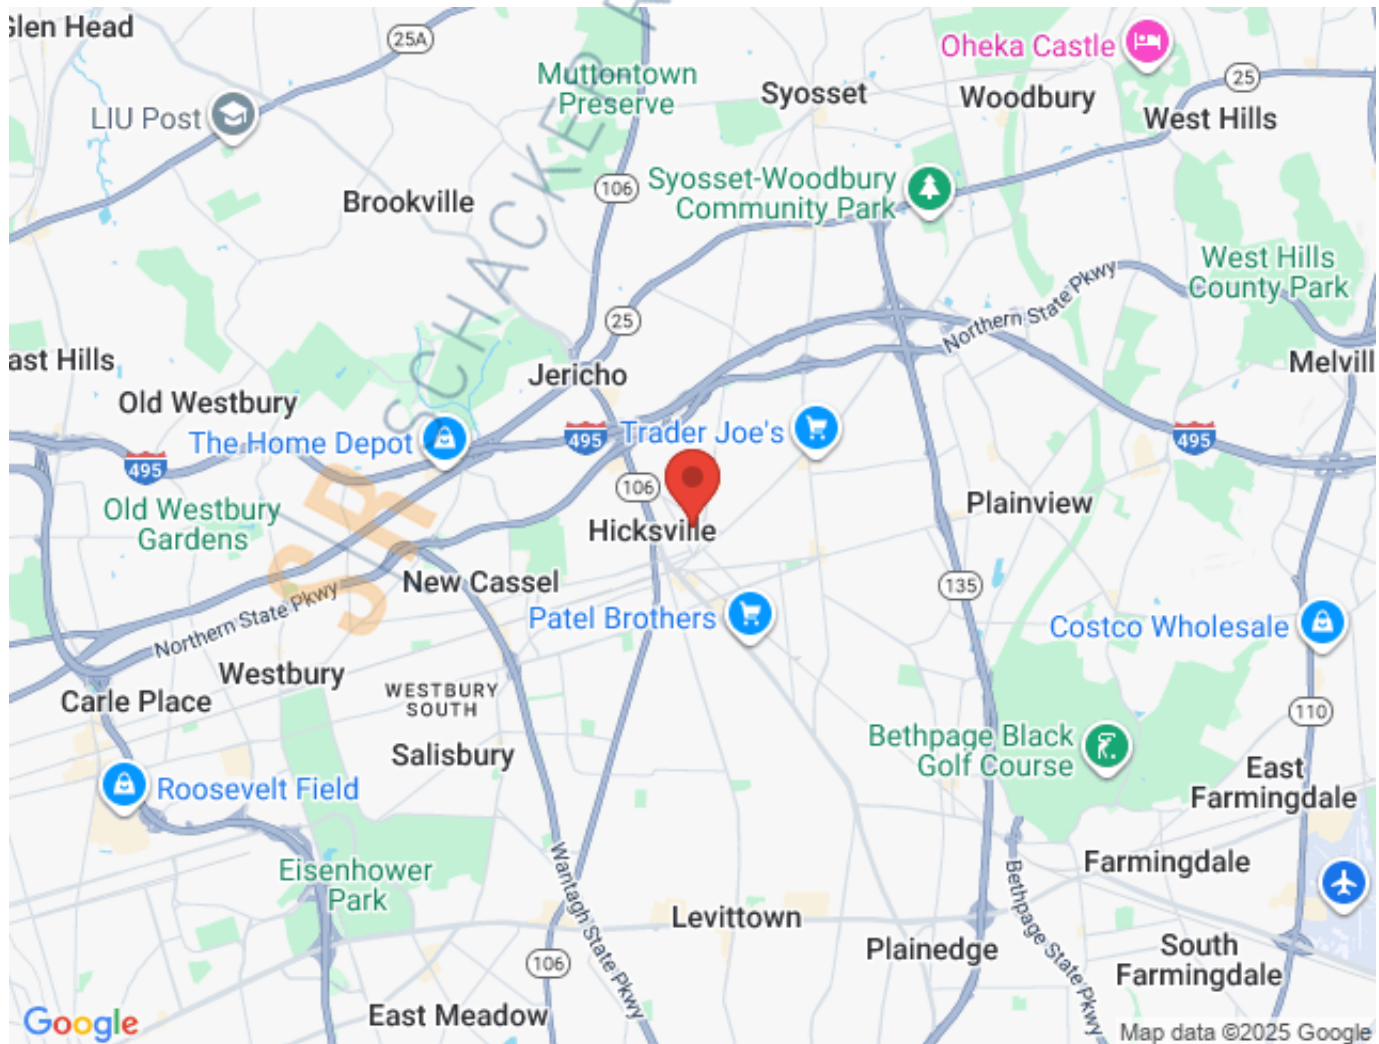 Glen Head
25A
Oheka Castle
Muttontown
Preserve
Syosset
Woodbury
25
West Hills
LIU Post
106
Syosset-Woodbury
Community Park
Brookville
West Hills
County Park
Northern State Pkwy
25
Jericho
Melvill
ast Hills
Old Westbury
The Home Depot
495
Trader Joe's
495
495
106
Old Westbury
Gardens
Hicksville
Plainview
New Cassel
135
Patel Brothers
Costco Wholesale
Northern State Pkwy
Westbury
WESTBURY
SOUTH
Carle Place
110
Salisbury
Bethpage Black
Golf Course
East
Farmingdale
Roosevelt Field
Eisenhower
Park
Wantagh State Pkwy
Farmingdale
Bethpage State Pkwy
Levittown
Plainedge
South
Farmingdale
106
East Meadow
SIR SCHACKER
Google
Map data ©2025 Google